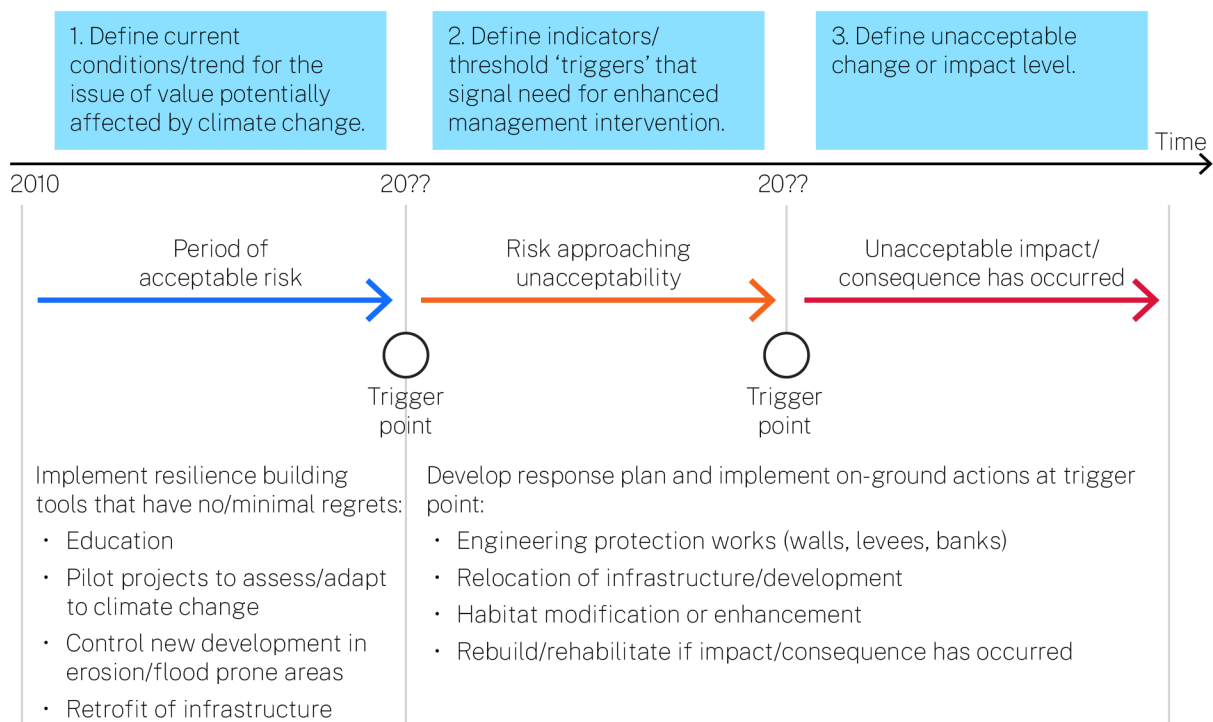 1. Define current
conditions/trend for the
issue of value potentially
affected by climate change.
2. Define indicators/
threshold ‘triggers’ that
signal need for enhanced
management intervention.
3. Define unacceptable
change or impact level.
Time
2010
20??
20??
Period of
acceptable risk
Risk approaching
unacceptability
Unacceptable impact/
consequence has occurred
Trigger
point
Trigger
point
Implement resilience building
tools that have no/minimal regrets:
· Education
· Pilot projects to assess/adapt
to climate change
· Control new development in
erosion/flood prone areas
· Retrofit of infrastructure
Develop response plan and implement on-ground actions at trigger
point:
· Engineering protection works (walls, levees, banks)
· Relocation of infrastructure/development
· Habitat modification or enhancement
· Rebuild/rehabilitate if impact/consequence has occurred